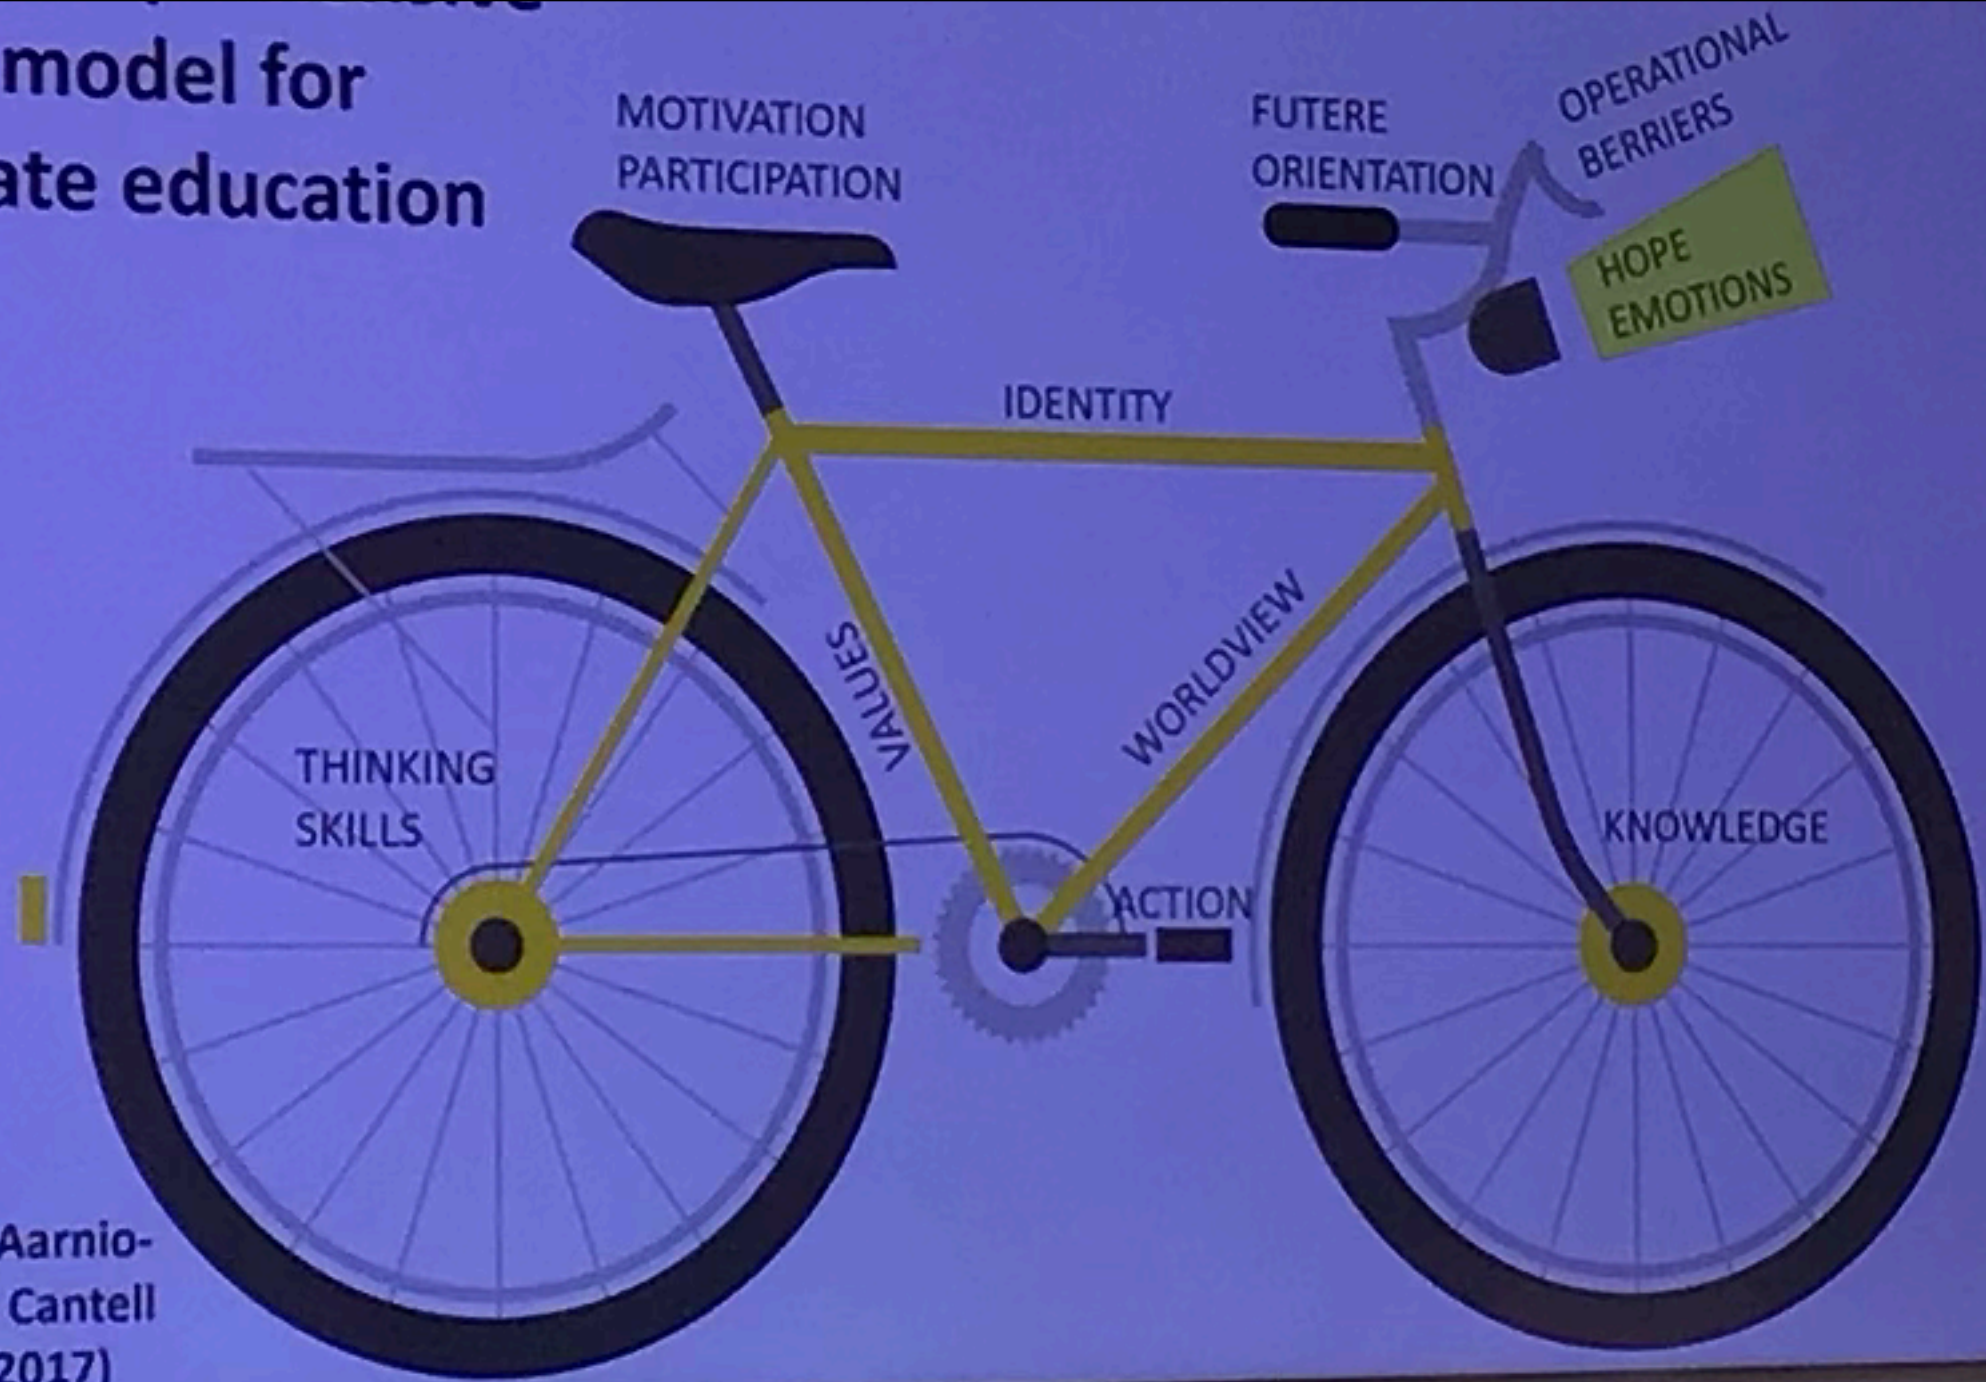 model for
ate education
MOTIVATION
PARTICIPATION
FUTERE
ORIENTATION
OPERATIONAL
BERRIERS
HOPE
EMOTIONS
IDENTITY
VALUES
WORLDVIEW
THINKING
SKILLS
KNOWLEDGE
ACTION
Aarnio-
Cantell
2017)